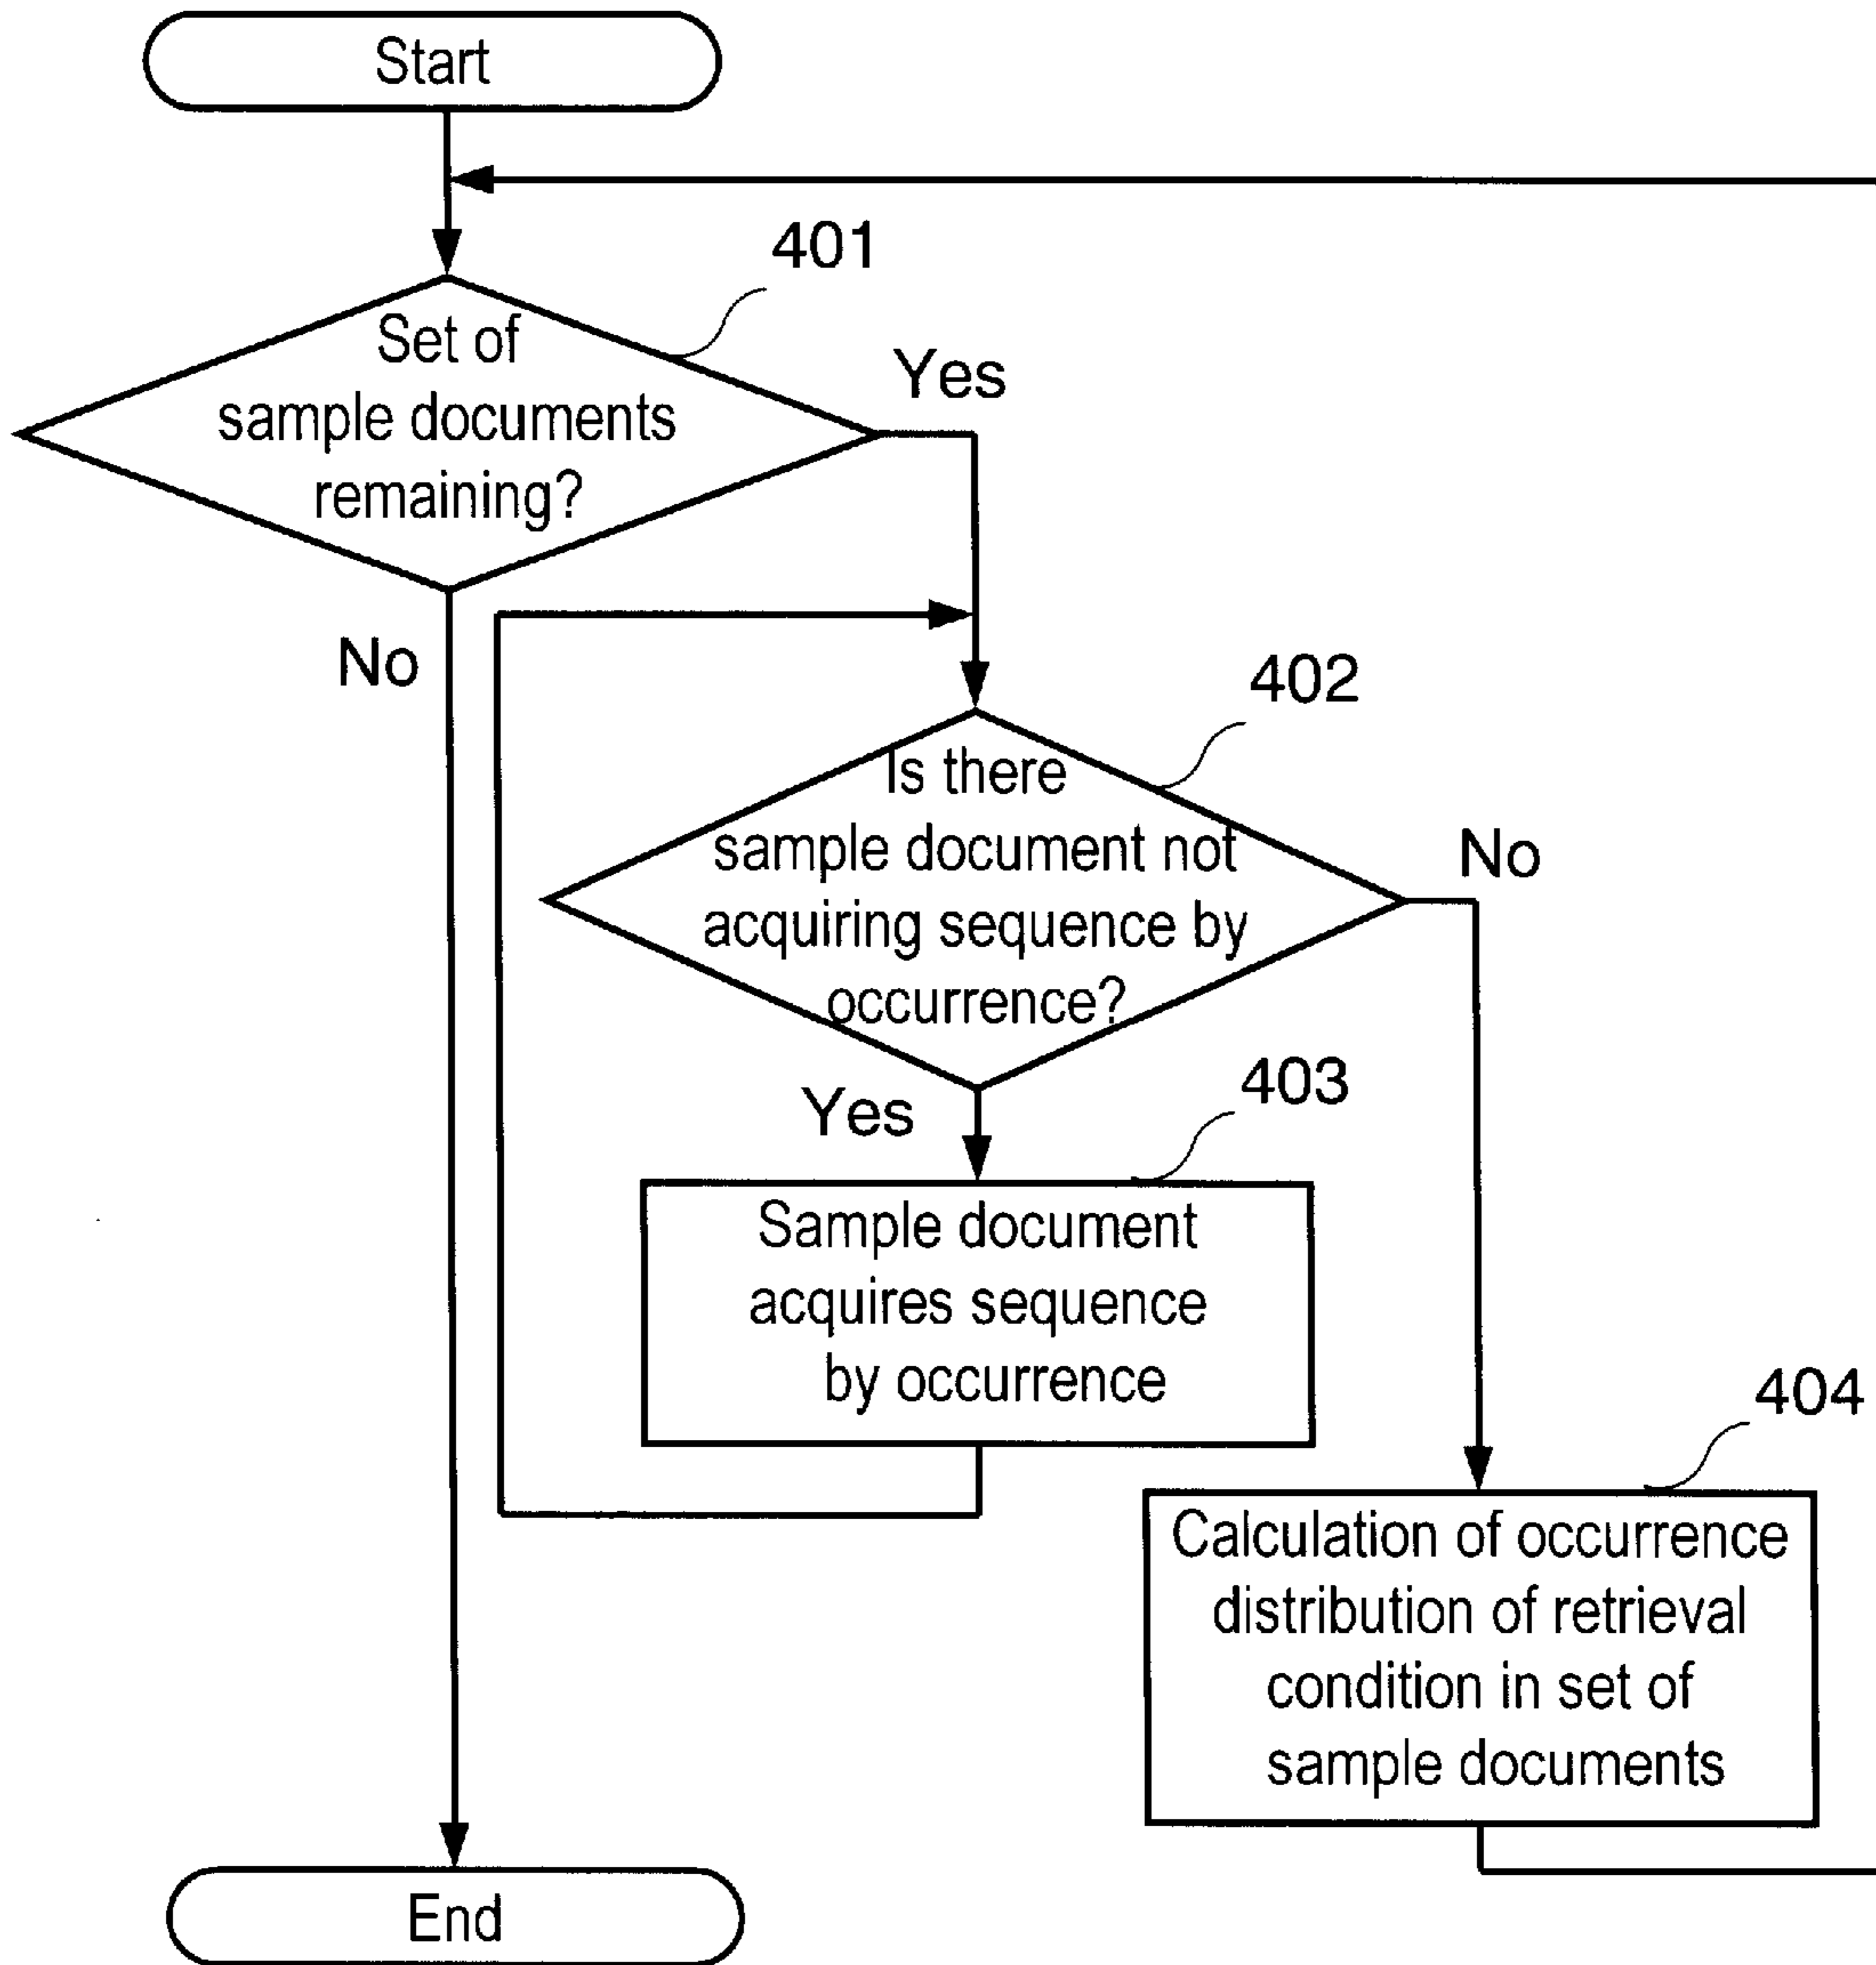 Start
401
Set of
sample documents
remaining?
Yes
No
402
Is there
sample document not
acquiring sequence by
occurrence?
No
Yes
403
Sample document
acquires sequence
by occurrence
404
Calculation of occurrence
distribution of retrieval
condition in set of
sample documents
End